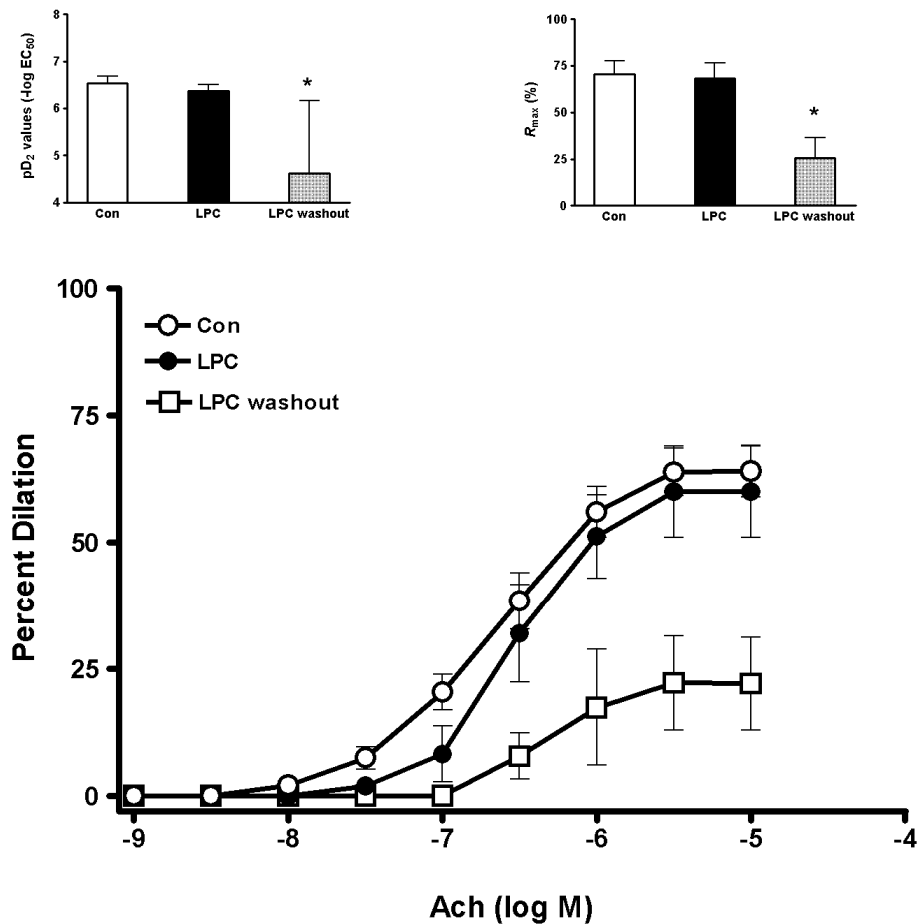 pD₂ values (-log EC₅₀)
8
7
6
5
4
Con LPC LPC washout
*
Rmax (%)
100
75
50
25
0
Con LPC LPC washout
*
Percent Dilation
100
75
50
25
0
Con
LPC
LPC washout
-9 -8 -7 -6 -5 -4
Ach (log M)